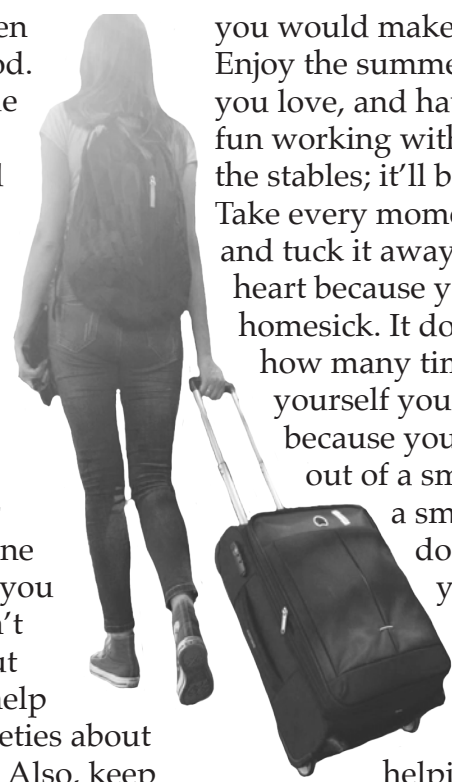 en
od.
ne
you
't
ut
help
eties about
Also, keep
you would make
Enjoy the summe
you love, and hav
fun working with
the stables; it'll b
Take every mome
and tuck it away
heart because y
homesick. It do
how many tim
yourself you
because you
out of a sm
a sm
do
y
helpi